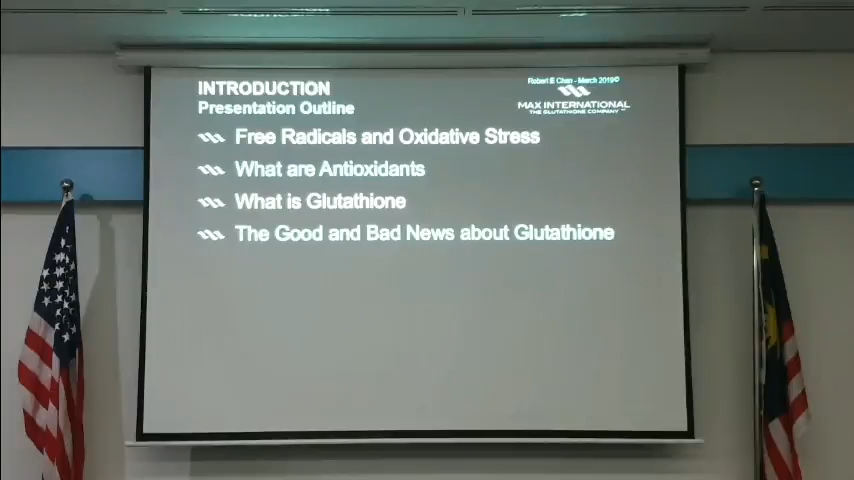 INTRODUCTION
Presentation Outline
Robert E Chen - March 2019©
MAX INTERNATIONAL
THE GLUTATHIONE COMPANY™
Free Radicals and Oxidative Stress
What are Antioxidants
What is Glutathione
The Good and Bad News about Glutathione